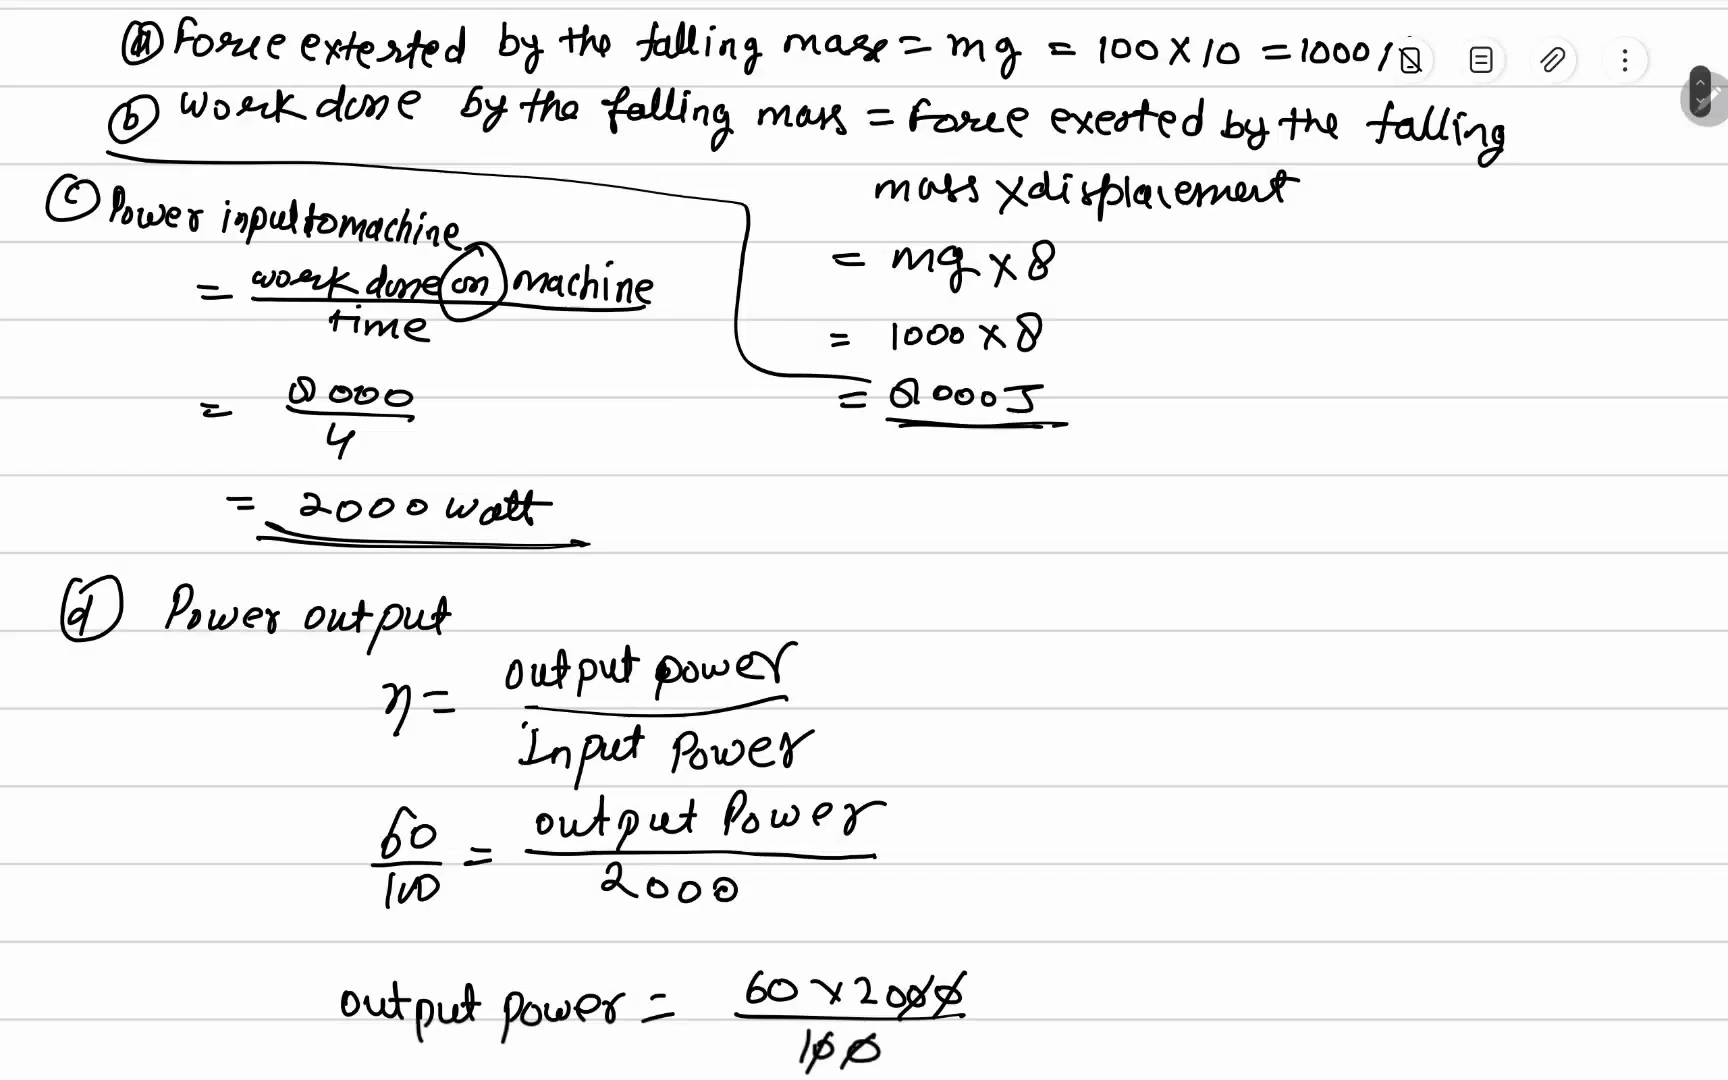 (a) Force exterted by the falling mass = mg = 100 X 10 = 1000
(b) work done by the falling mass = Force exerted by the falling
mass X displacement
= mg X 8
= 1000 X 8
= 8000 J
(c) Power input to machine
= work done on machine
time
= 8000
4
= 2000 watt
(d) Power output
η = output power
Input Power
60 = output Power
100 2000
output power = 60 X 2000
100